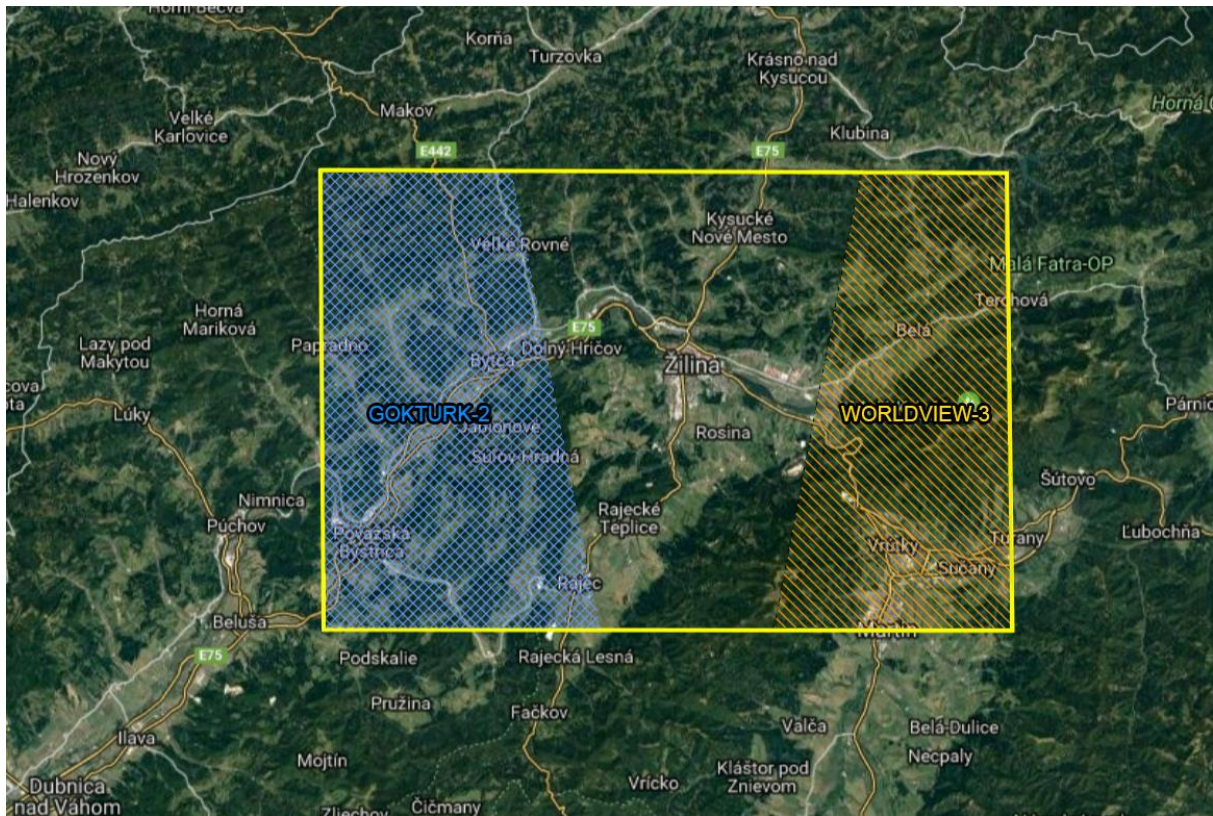 Horní Bečva
Korňa
Turzovka
Krásno nad
Kysucou
Makov
Velké
Karlovice
Klubina
Horná
E442
E75
Nový
Hrozenkov
Halenkov
Kysucké
Nové Mesto
Veľké Rovné
Malá Fatra-OP
Terchová
Horná
Mariková
Lazy pod
Makytou
Papradno
E75
Dolný Hričov
Bytča
Žilina
Belá
Lúky
GOKTURK-2
WORLDVIEW-3
Párnic
Jablonové
Rosina
Súľov-Hradná
Šútovo
Nimnica
Púchov
Rajecké
Teplice
Považská
Bystrica
Vrútky
Turany
Ľubochňa
Sučany
Rajec
Beluša
Martin
E75
Podskalie
Rajecká Lesná
Pružina
Fačkov
Valča
Belá-Dulice
Ilava
Necpaly
Mojtín
Kláštor pod
Znievom
Vrícko
Dubnica
nad Váhom
Zliechov
Čičmany